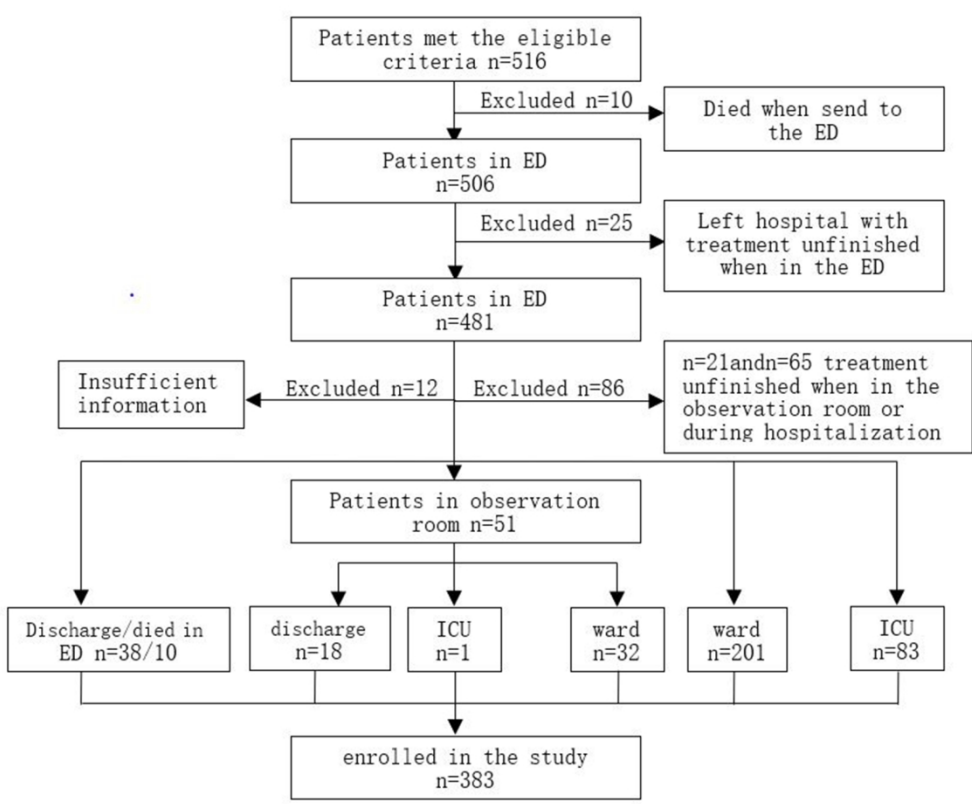 Patients met the eligible
criteria n=516
Excluded n=10
Died when send to
the ED
Patients in ED
n=506
Excluded n=25
Left hospital with
treatment unfinished
when in the ED
Patients in ED
n=481
Insufficient
information
Excluded n=12
Excluded n=86
n=21andn=65 treatment
unfinished when in the
observation room or
during hospitalization
Patients in observation
room n=51
Discharge/died in
ED n=38/10
discharge
n=18
ICU
n=1
ward
n=32
ward
n=201
ICU
n=83
enrolled in the study
n=383